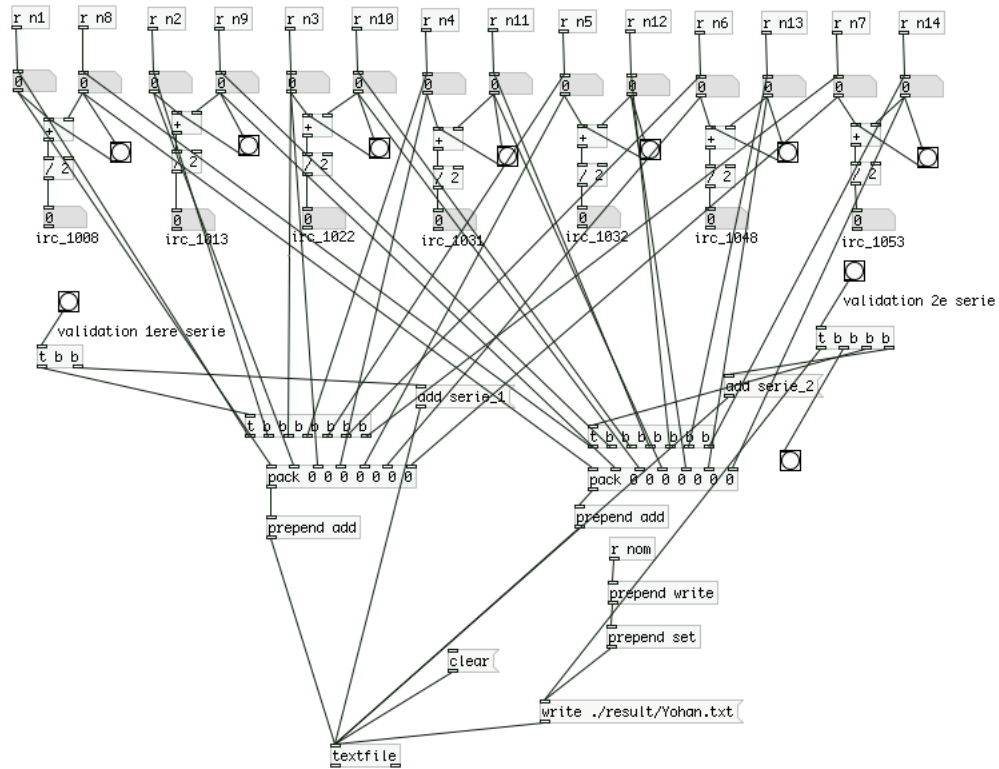 r n1 r n8 r n2 r n9 r n3 r n10 r n4 r n11 r n5 r n12 r n6 r n13 r n7 r n14
0 0 0 0 0 0 0 0 0 0 0 0 0 0
+ + + + + + +
/ 2 / 2 / 2 / 2 / 2 / 2 / 2
0 0 0 0 0 0 0
irc_1008 irc_1013 irc_1022 irc_1031 irc_1032 irc_1048 irc_1053
validation 2e serie
validation 1ere serie
t b b b b
t b b
add serie_2
add serie_1
t b b b b b b b
t b b b b b b b
pack 0 0 0 0 0 0 0
pack 0 0 0 0 0 0 0
prepend add
prepend add
r nom
prepend write
prepend set
clear
write ./result/Yohan.txt
textfile